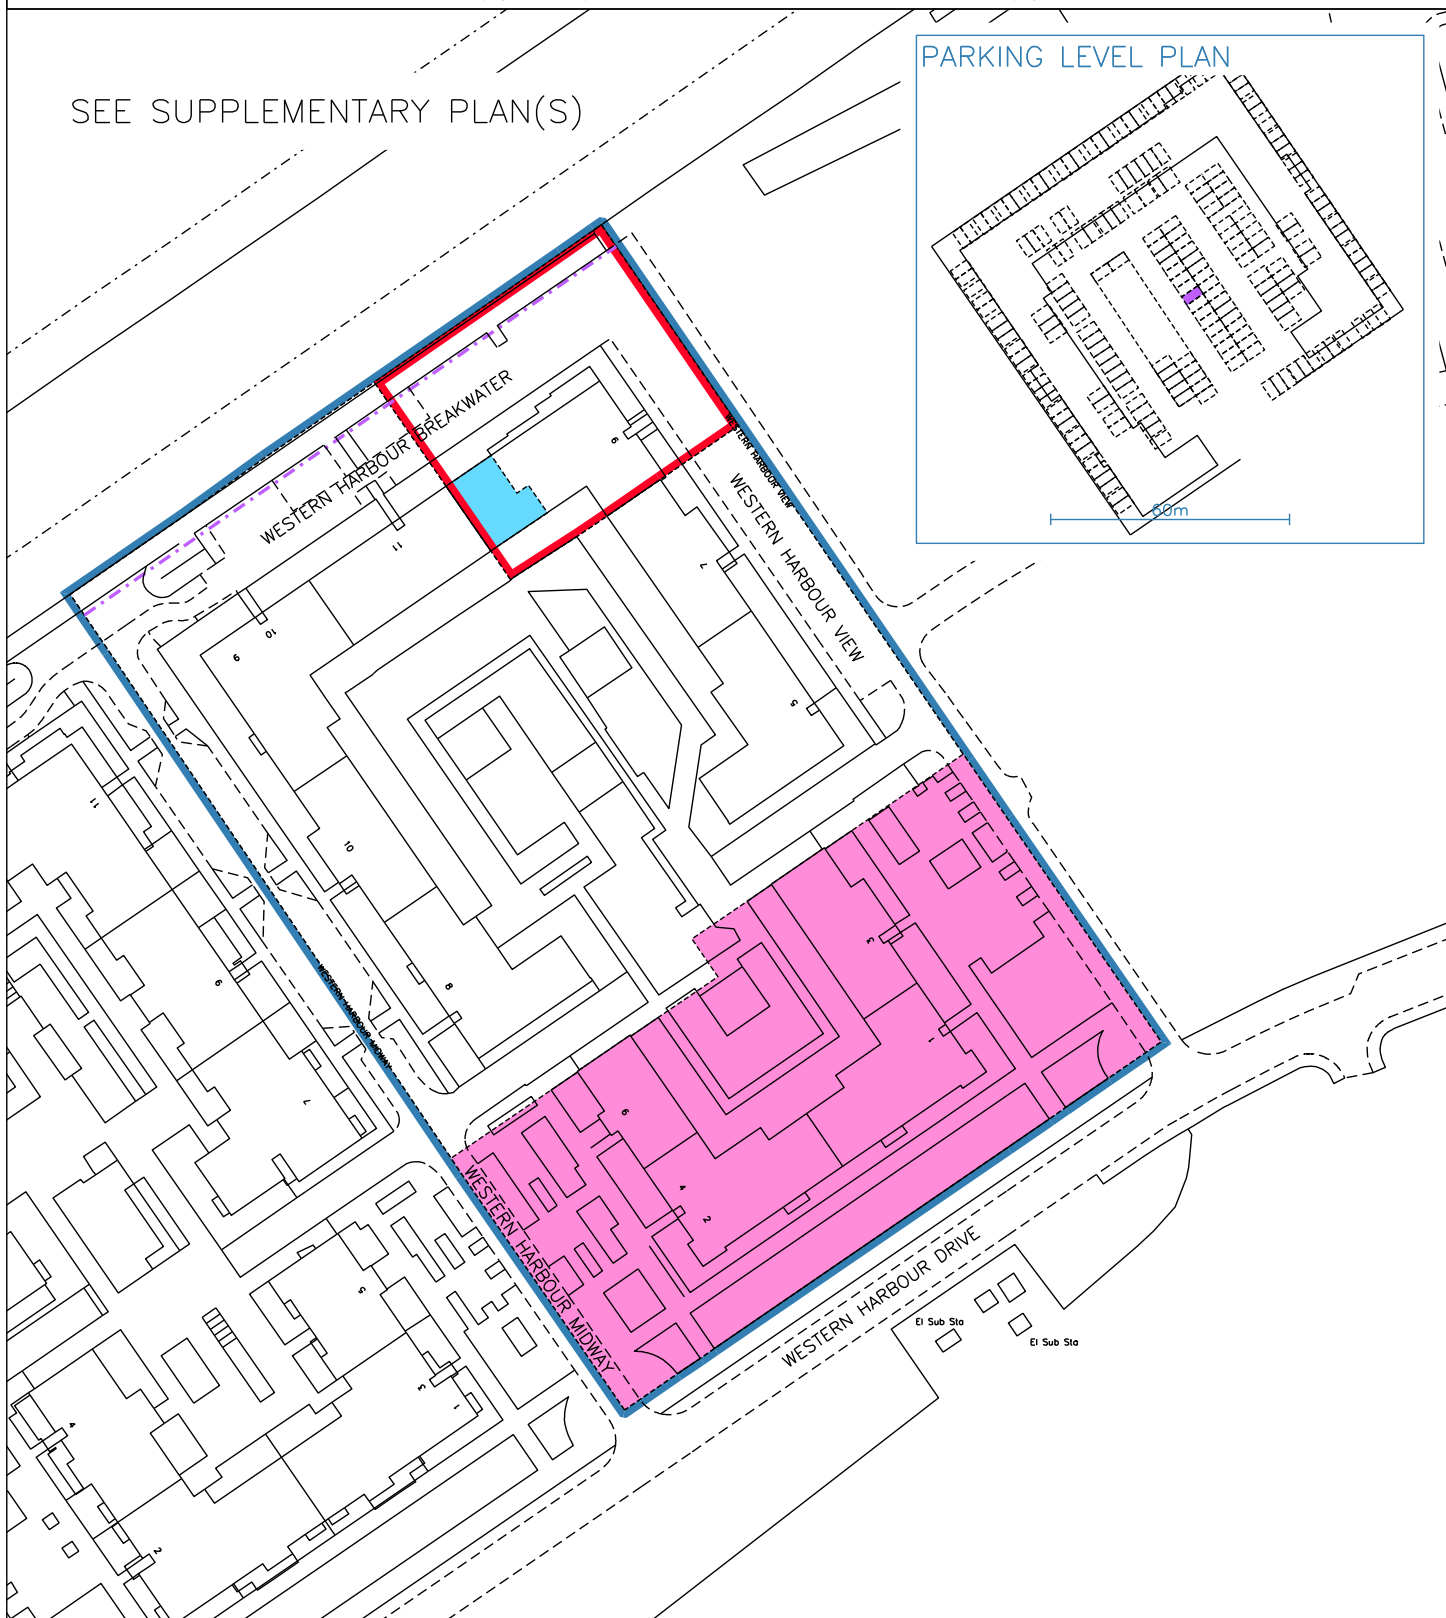 SEE SUPPLEMENTARY PLAN(S)
PARKING LEVEL PLAN
60m
WESTERN HARBOUR BREAKWATER
WESTERN HARBOUR VIEW
WESTERN HARBOUR VIEW
9
11
7
10
9
5
11
10
3
9
8
1
WESTERN HARBOUR MIDWAY
7
6
4
2
WESTERN HARBOUR MIDWAY
WESTERN HARBOUR DRIVE
El Sub Sta
El Sub Sta
5
3
1
4
2